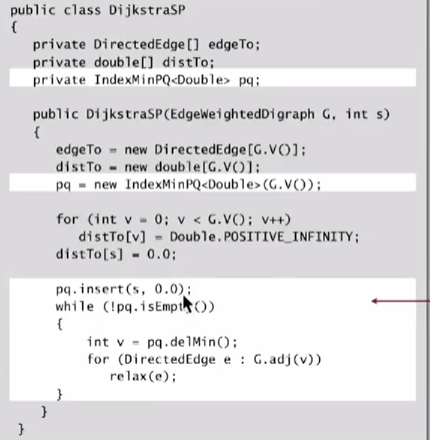 public class DijkstraSP
{
private DirectedEdge[] edgeTo;
private double[] distTo;
private IndexMinPQ<Double> pq;
public DijkstraSP(EdgeWeightedDigraph G, int s)
{
edgeTo = new DirectedEdge[G.V()];
distTo = new double[G.V()];
pq = new IndexMinPQ<Double>(G.V());
for (int v = 0; v < G.V(); v++)
distTo[v] = Double.POSITIVE_INFINITY;
distTo[s] = 0.0;
pq.insert(s, 0.0);
while (!pq.isEmpty())
{
int v = pq.delMin();
for (DirectedEdge e : G.adj(v))
relax(e);
}
}
}